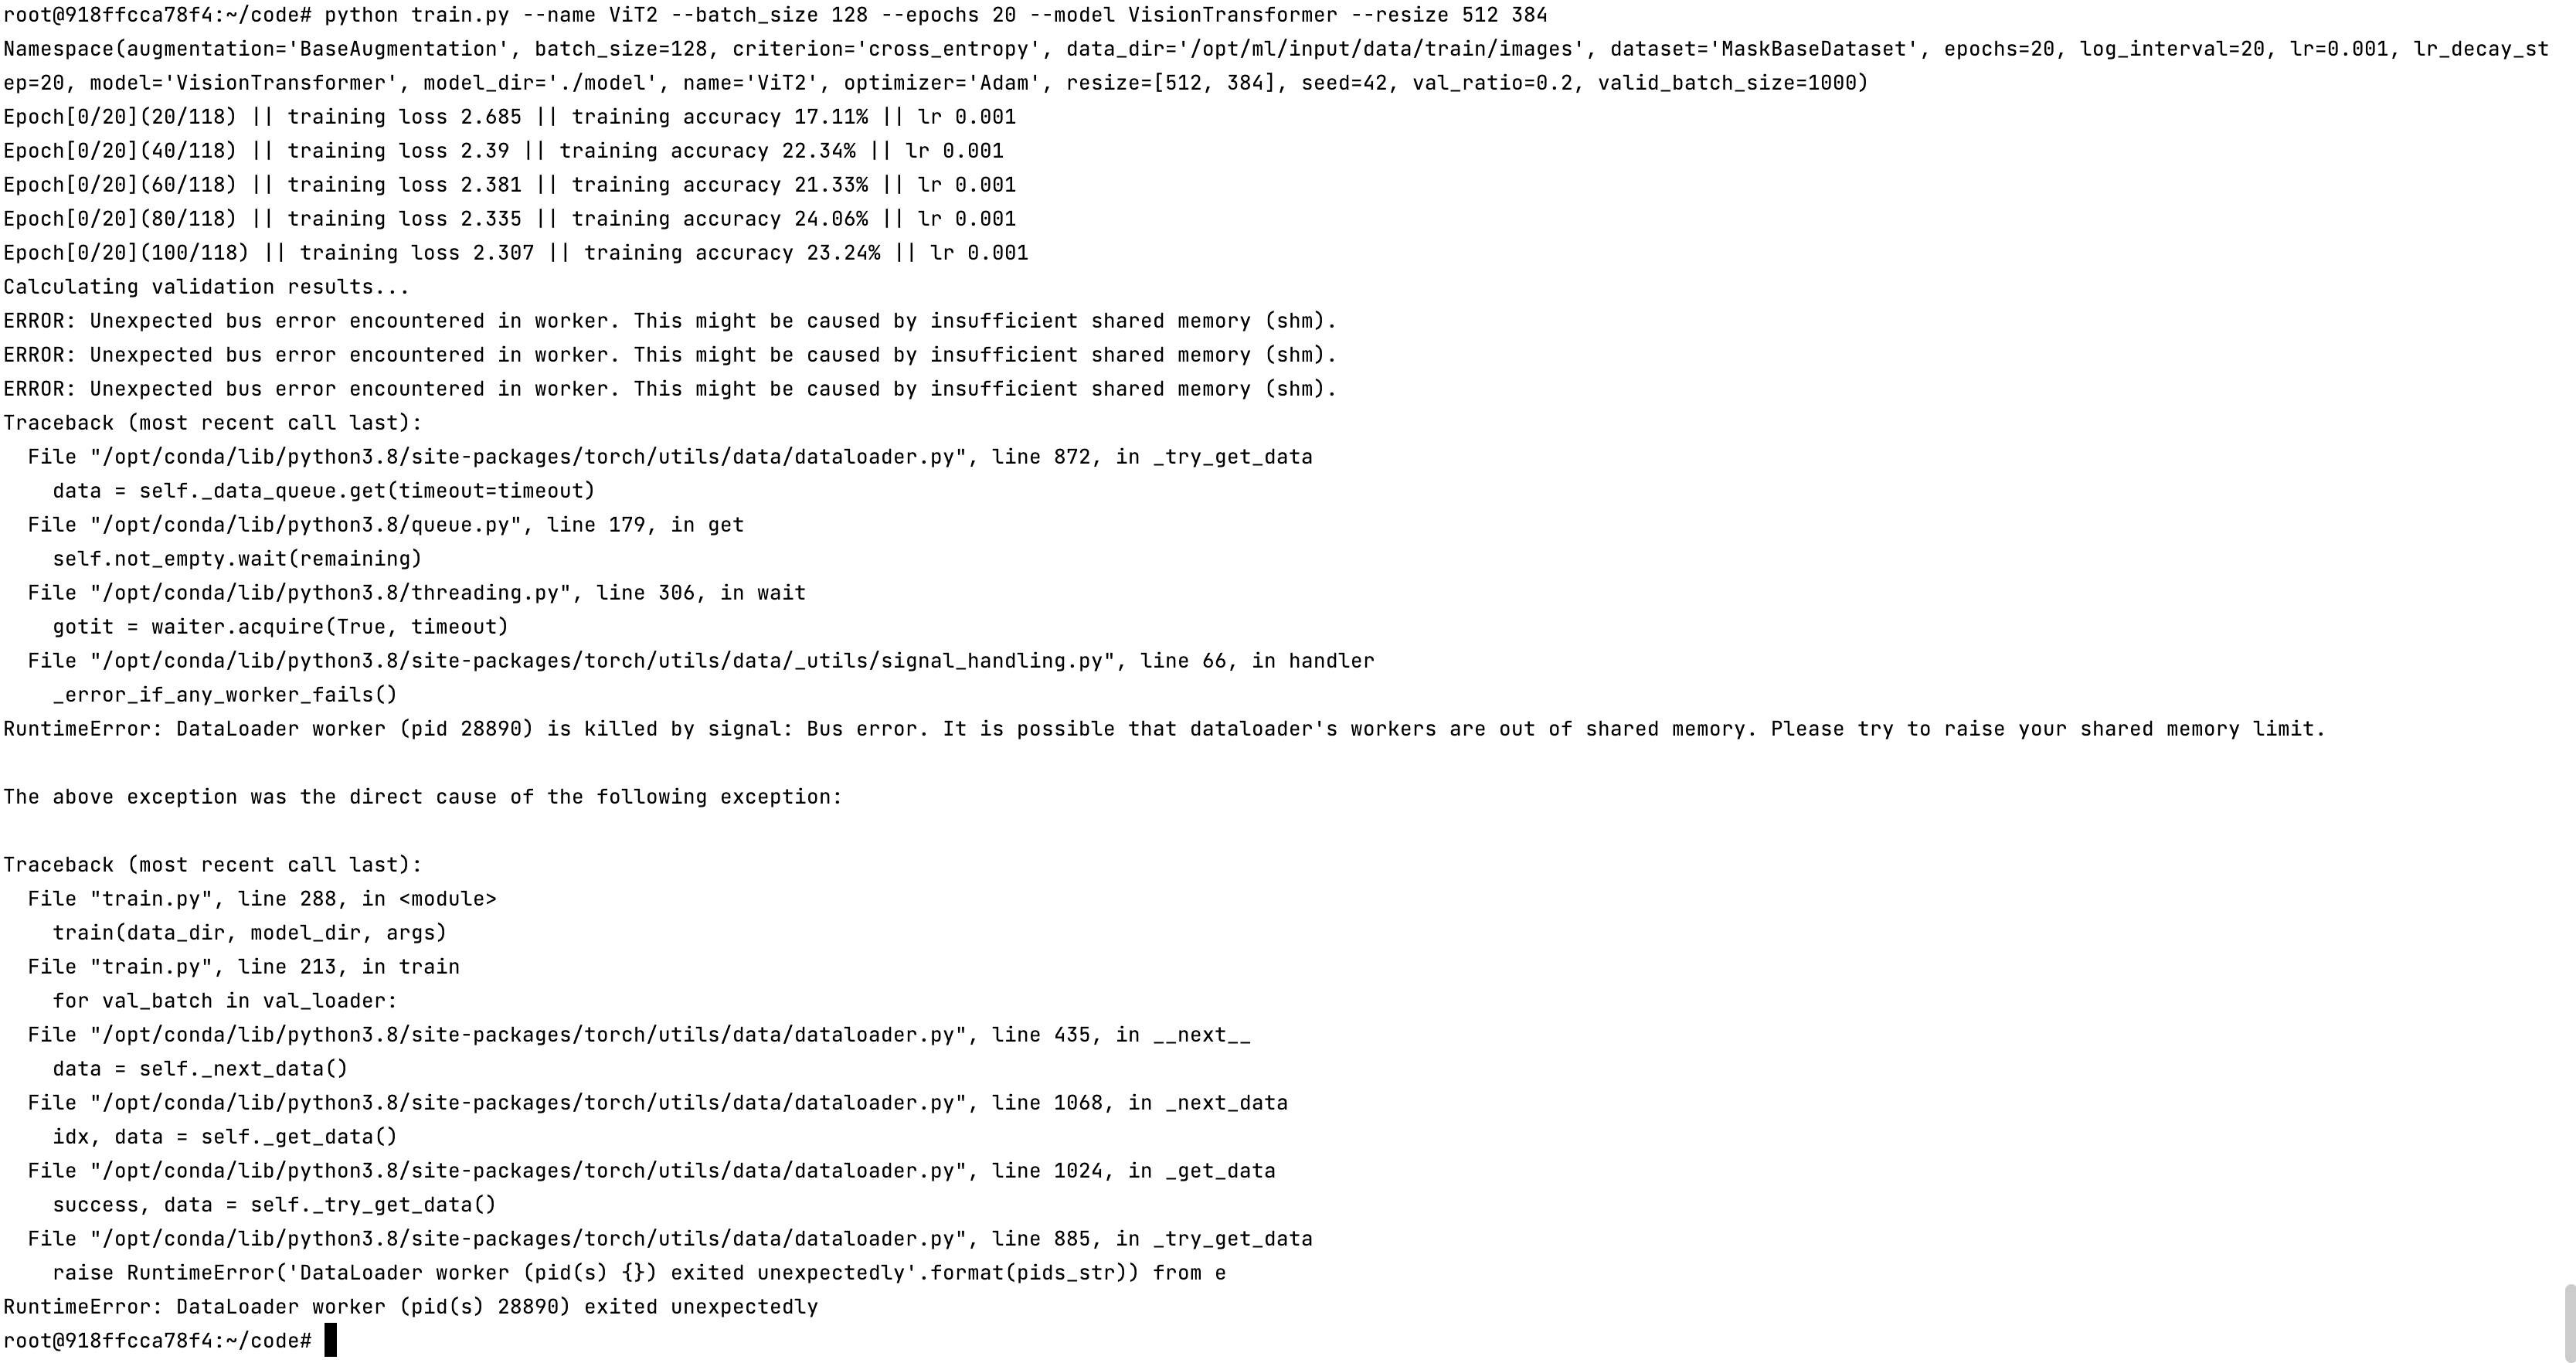 root@918ffcca78f4:~/code# python train.py --name ViT2 --batch_size 128 --epochs 20 --model VisionTransformer --resize 512 384
Namespace(augmentation='BaseAugmentation', batch_size=128, criterion='cross_entropy', data_dir='/opt/ml/input/data/train/images', dataset='MaskBaseDataset', epochs=20, log_interval=20, lr=0.001, lr_decay_st
ep=20, model='VisionTransformer', model_dir='./model', name='ViT2', optimizer='Adam', resize=[512, 384], seed=42, val_ratio=0.2, valid_batch_size=1000)
Epoch[0/20](20/118) || training loss 2.685 || training accuracy 17.11% || lr 0.001
Epoch[0/20](40/118) || training loss 2.39 || training accuracy 22.34% || lr 0.001
Epoch[0/20](60/118) || training loss 2.381 || training accuracy 21.33% || lr 0.001
Epoch[0/20](80/118) || training loss 2.335 || training accuracy 24.06% || lr 0.001
Epoch[0/20](100/118) || training loss 2.307 || training accuracy 23.24% || lr 0.001
Calculating validation results...
ERROR: Unexpected bus error encountered in worker. This might be caused by insufficient shared memory (shm).
ERROR: Unexpected bus error encountered in worker. This might be caused by insufficient shared memory (shm).
ERROR: Unexpected bus error encountered in worker. This might be caused by insufficient shared memory (shm).
Traceback (most recent call last):
  File "/opt/conda/lib/python3.8/site-packages/torch/utils/data/dataloader.py", line 872, in _try_get_data
    data = self._data_queue.get(timeout=timeout)
  File "/opt/conda/lib/python3.8/queue.py", line 179, in get
    self.not_empty.wait(remaining)
  File "/opt/conda/lib/python3.8/threading.py", line 306, in wait
    gotit = waiter.acquire(True, timeout)
  File "/opt/conda/lib/python3.8/site-packages/torch/utils/data/_utils/signal_handling.py", line 66, in handler
    _error_if_any_worker_fails()
RuntimeError: DataLoader worker (pid 28890) is killed by signal: Bus error. It is possible that dataloader's workers are out of shared memory. Please try to raise your shared memory limit.

The above exception was the direct cause of the following exception:

Traceback (most recent call last):
  File "train.py", line 288, in <module>
    train(data_dir, model_dir, args)
  File "train.py", line 213, in train
    for val_batch in val_loader:
  File "/opt/conda/lib/python3.8/site-packages/torch/utils/data/dataloader.py", line 435, in __next__
    data = self._next_data()
  File "/opt/conda/lib/python3.8/site-packages/torch/utils/data/dataloader.py", line 1068, in _next_data
    idx, data = self._get_data()
  File "/opt/conda/lib/python3.8/site-packages/torch/utils/data/dataloader.py", line 1024, in _get_data
    success, data = self._try_get_data()
  File "/opt/conda/lib/python3.8/site-packages/torch/utils/data/dataloader.py", line 885, in _try_get_data
    raise RuntimeError('DataLoader worker (pid(s) {}) exited unexpectedly'.format(pids_str)) from e
RuntimeError: DataLoader worker (pid(s) 28890) exited unexpectedly
root@918ffcca78f4:~/code#